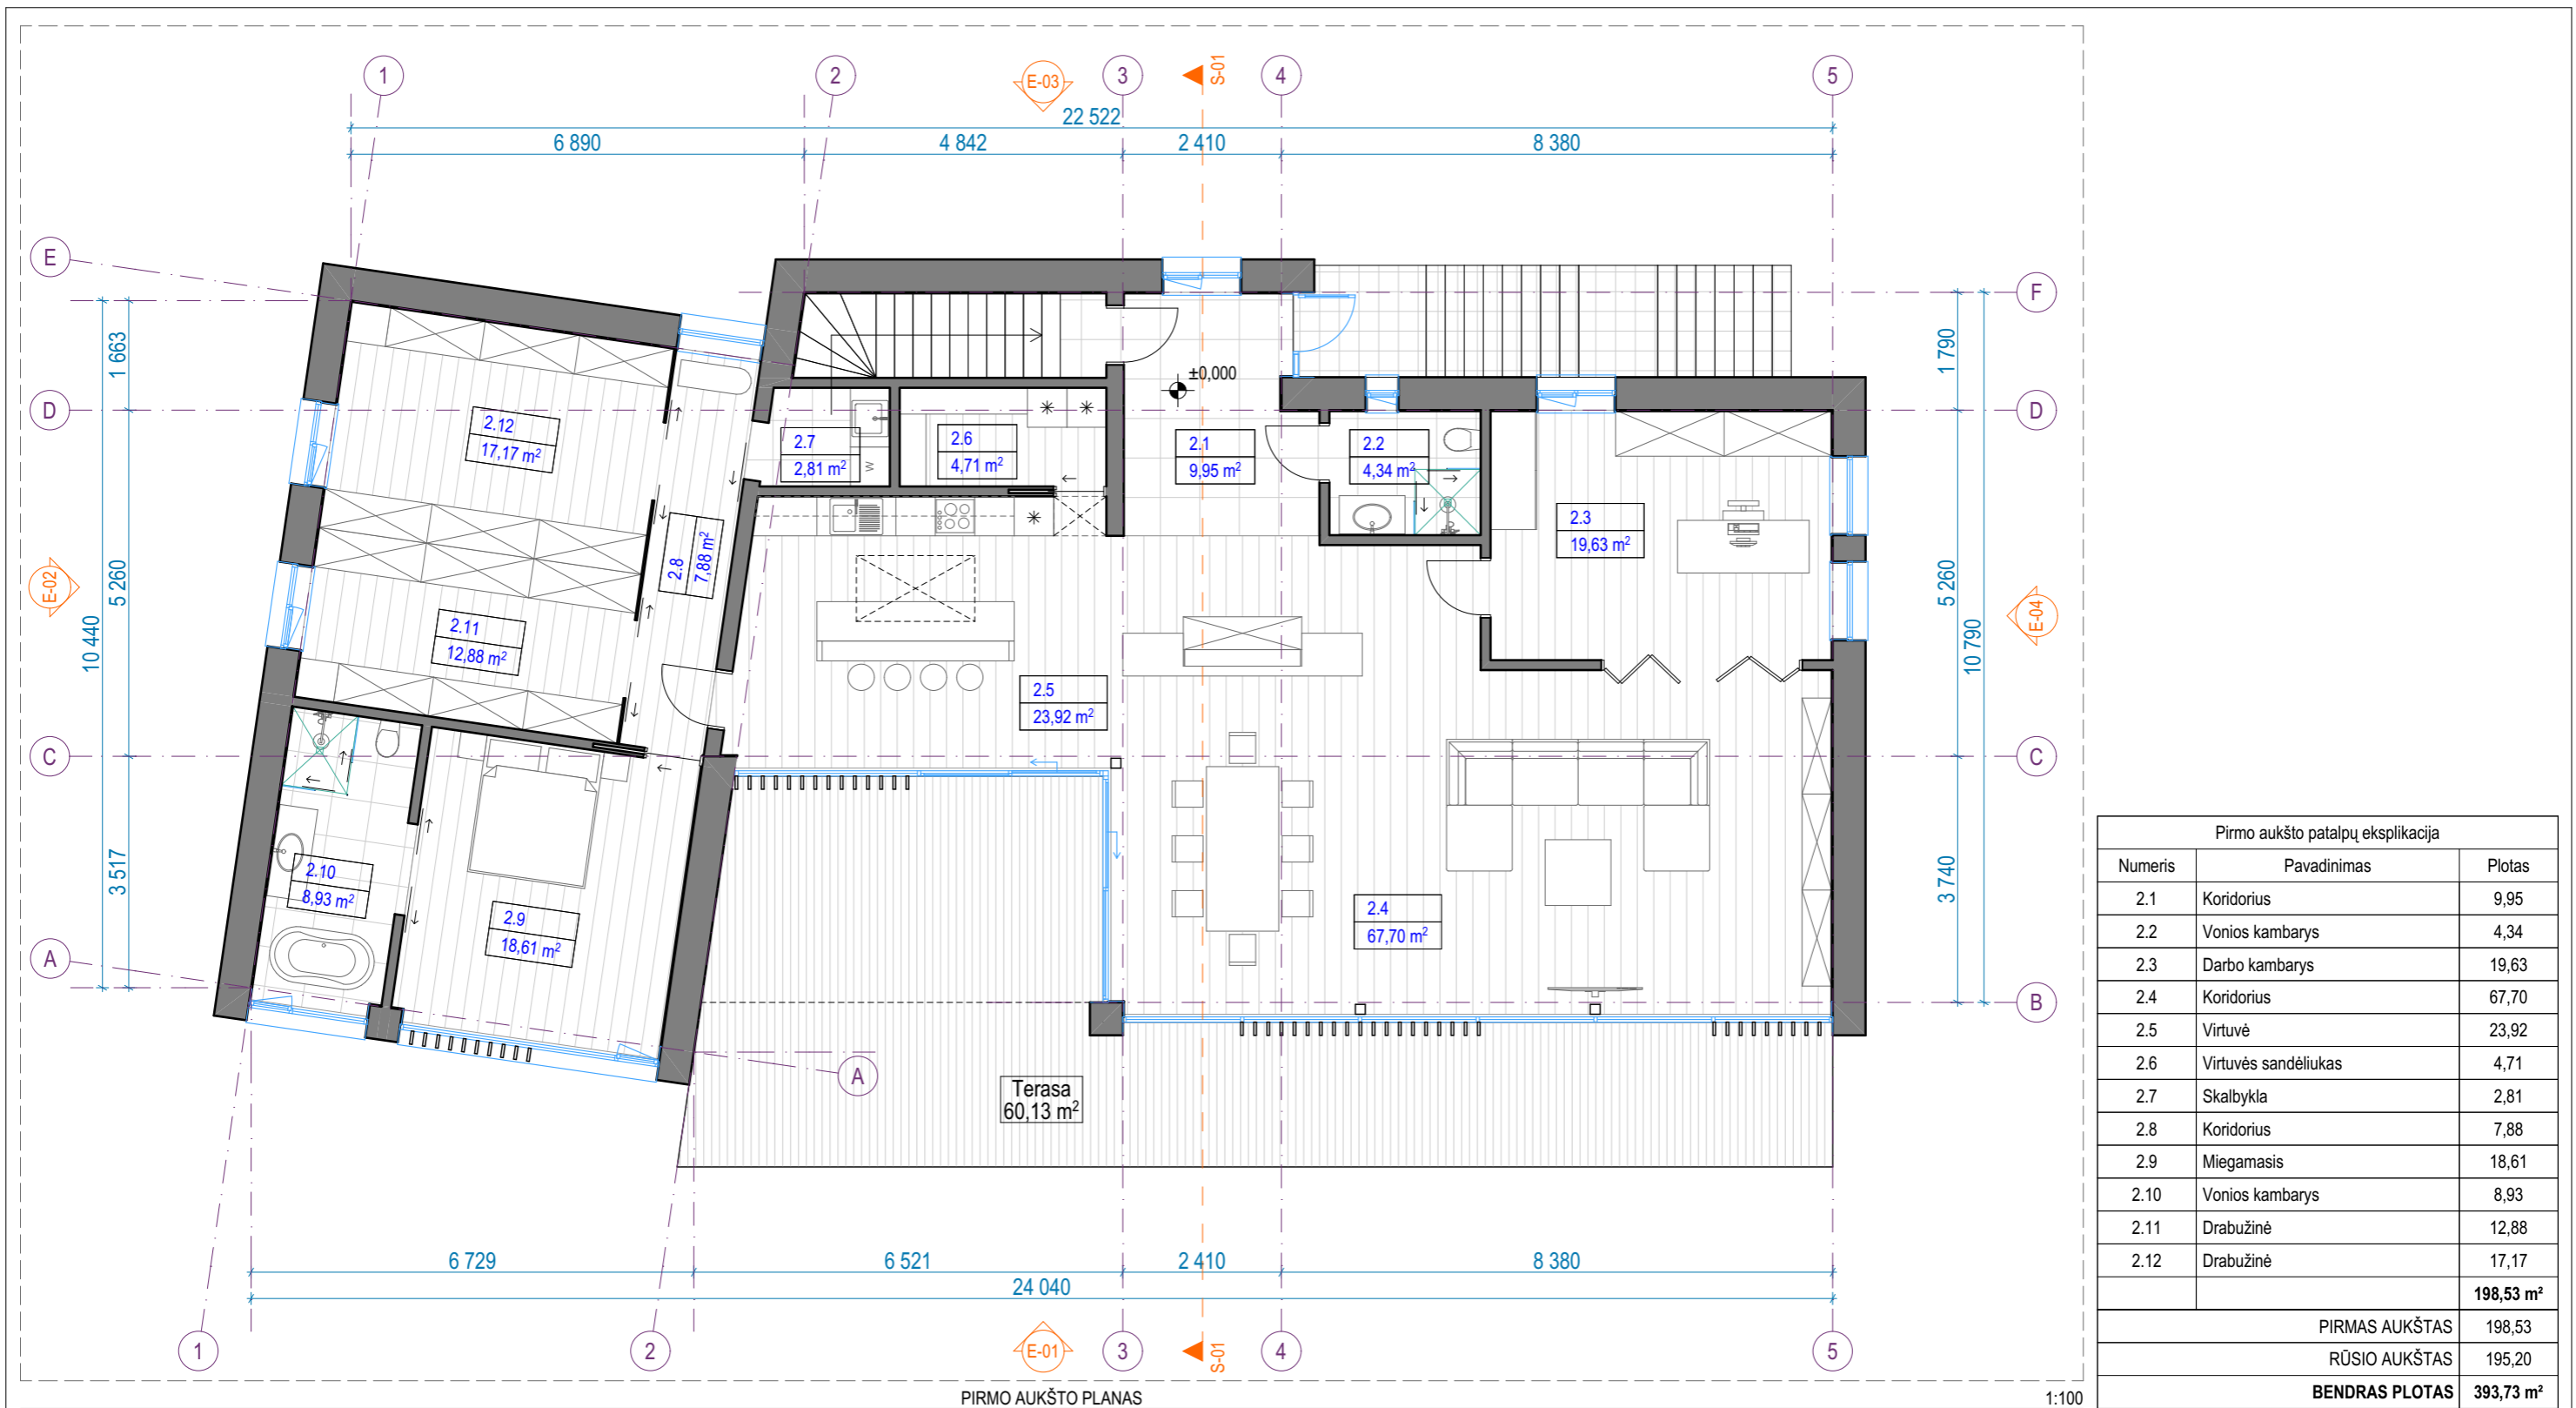 1
2
E-03
3
S-01
4
5
22 522
6 890
4 842
2 410
8 380
E
F
1 663
1 790
±0,000
D
D
2.12
17,17 m²
2.7
2,81 m²
W
2.6
4,71 m²
2.1
9,95 m²
2.2
4,34 m²
2.3
19,63 m²
2.8
7,88 m²
E-02
5 260
10 440
5 260
10 790
E-04
2.11
12,88 m²
2.5
23,92 m²
C
C
3 517
3 740
2.10
8,93 m²
2.9
18,61 m²
2.4
67,70 m²
A
B
A
Terasa
60,13 m²
6 729
6 521
2 410
8 380
24 040
1
2
E-01
3
S-01
4
5
PIRMO AUKŠTO PLANAS
1:100
Pirmo aukšto patalpų eksplikacija
Numeris Pavadinimas Plotas
2.1 Koridorius 9,95
2.2 Vonios kambarys 4,34
2.3 Darbo kambarys 19,63
2.4 Koridorius 67,70
2.5 Virtuvė 23,92
2.6 Virtuvės sandėliukas 4,71
2.7 Skalbykla 2,81
2.8 Koridorius 7,88
2.9 Miegamasis 18,61
2.10 Vonios kambarys 8,93
2.11 Drabužinė 12,88
2.12 Drabužinė 17,17
198,53 m²
PIRMAS AUKŠTAS 198,53
RŪSIO AUKŠTAS 195,20
BENDRAS PLOTAS 393,73 m²